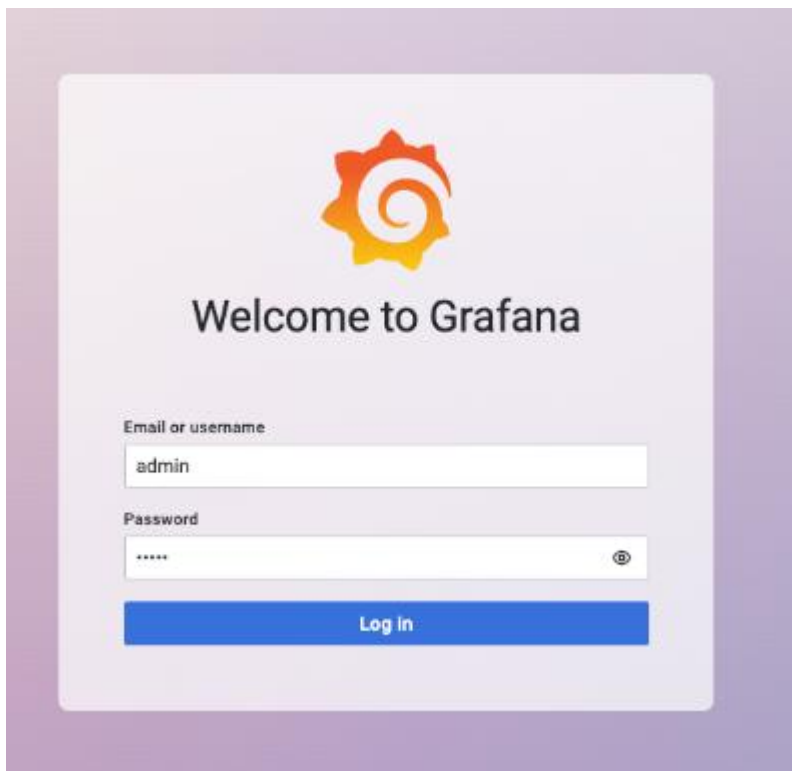 Welcome to Grafana
Email or username
admin
Password
•••••
Log in